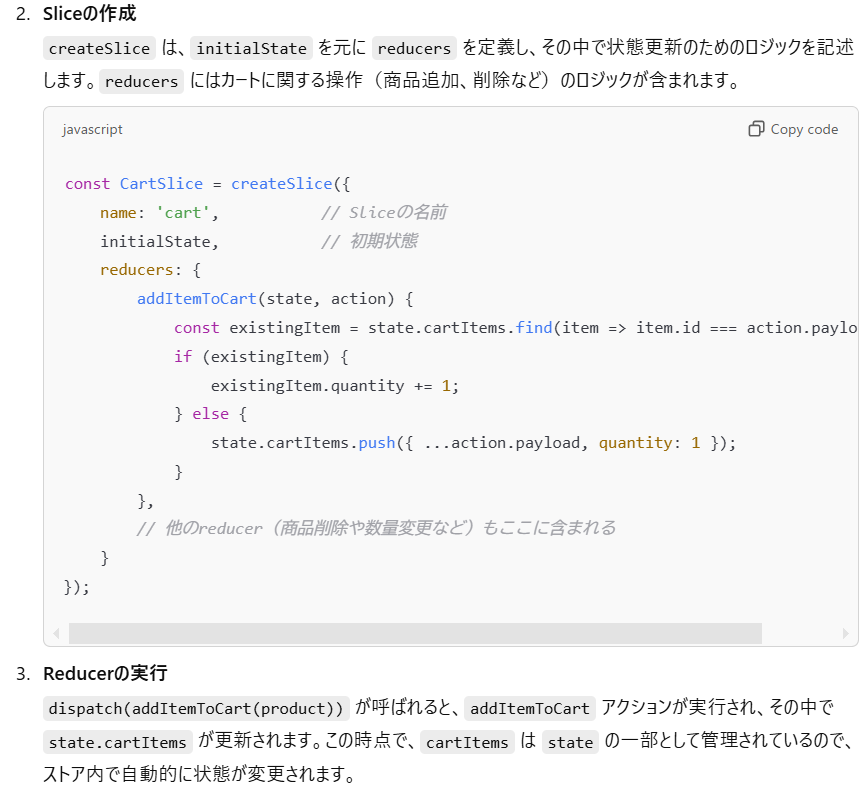 2. Sliceの作成
createSlice は、initialState を元に reducers を定義し、その中で状態更新のためのロジックを記述
します。reducers にはカートに関する操作（商品追加、削除など）のロジックが含まれます。
javascript Copy code
const CartSlice = createSlice({
    name: 'cart',           // Sliceの名前
    initialState,           // 初期状態
    reducers: {
        addItemToCart(state, action) {
            const existingItem = state.cartItems.find(item => item.id === action.paylo
            if (existingItem) {
                existingItem.quantity += 1;
            } else {
                state.cartItems.push({ ...action.payload, quantity: 1 });
            }
        },
        // 他のreducer（商品削除や数量変更など）もここに含まれる
    }
});
3. Reducerの実行
dispatch(addItemToCart(product)) が呼ばれると、addItemToCart アクションが実行され、その中で
state.cartItems が更新されます。この時点で、cartItems は state の一部として管理されているので、
ストア内で自動的に状態が変更されます。